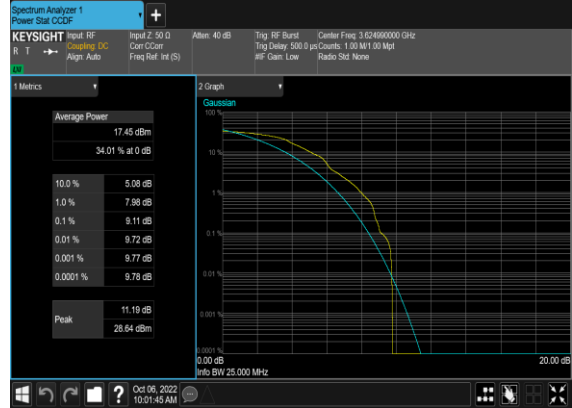 Spectrum Analyzer 1
Power Stat CCDF
+
KEYSIGHT
R T
Input: RF
Coupling: DC
Align: Auto
Input Z: 50 Ω
Corr CCorr
Freq Ref: Int (S)
Atten: 40 dB
Trig: RF Burst
Trig Delay: 500.0 µs
#IF Gain: Low
Center Freq: 3.624990000 GHz
Counts: 1.00 M/1.00 Mpt
Radio Std: None
1 Metrics
Average Power
17.45 dBm
34.01 % at 0 dB
10.0 % 5.08 dB
1.0 % 7.98 dB
0.1 % 9.11 dB
0.01 % 9.72 dB
0.001 % 9.77 dB
0.0001 % 9.78 dB
Peak
11.19 dB
28.64 dBm
2 Graph
Gaussian
100 %
10 %
1 %
0.1 %
0.01 %
0.001 %
0.0001 %
0.00 dB
20.00 dB
Info BW 25.000 MHz
?
Oct 06, 2022
10:01:45 AM